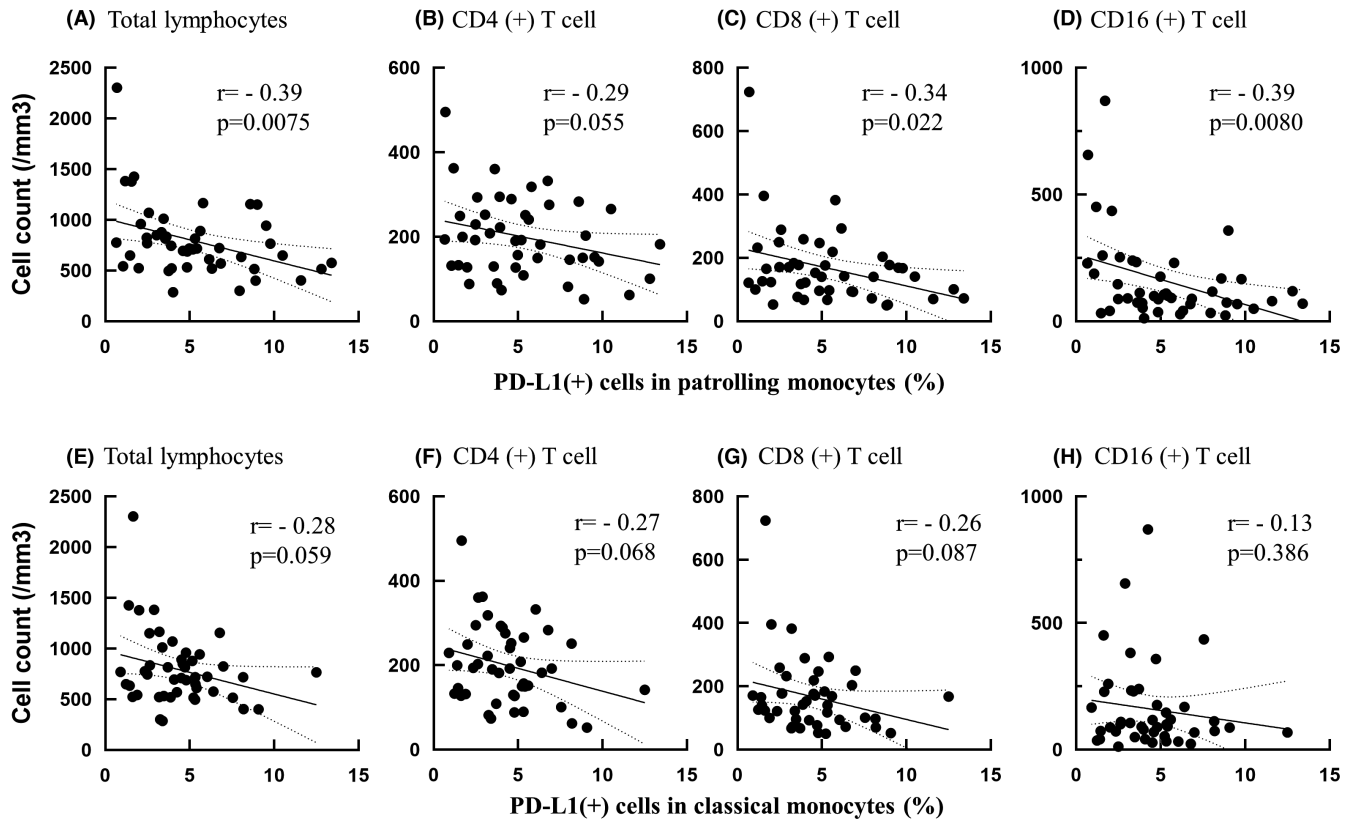 (A) Total lymphocytes
(B) CD4 (+) T cell
(C) CD8 (+) T cell
(D) CD16 (+) T cell
Cell count (/mm3)
2500
2000
1500
1000
500
0
0 5 10 15
r= - 0.39
p=0.0075
600
400
200
0
0 5 10 15
r= - 0.29
p=0.055
800
600
400
200
0
0 5 10 15
r= - 0.34
p=0.022
1000
500
0
0 5 10 15
r= - 0.39
p=0.0080
PD-L1(+) cells in patrolling monocytes (%)
(E) Total lymphocytes
(F) CD4 (+) T cell
(G) CD8 (+) T cell
(H) CD16 (+) T cell
Cell count (/mm3)
2500
2000
1500
1000
500
0
0 5 10 15
r= - 0.28
p=0.059
600
400
200
0
0 5 10 15
r= - 0.27
p=0.068
800
600
400
200
0
0 5 10 15
r= - 0.26
p=0.087
1000
500
0
0 5 10 15
r= - 0.13
p=0.386
PD-L1(+) cells in classical monocytes (%)